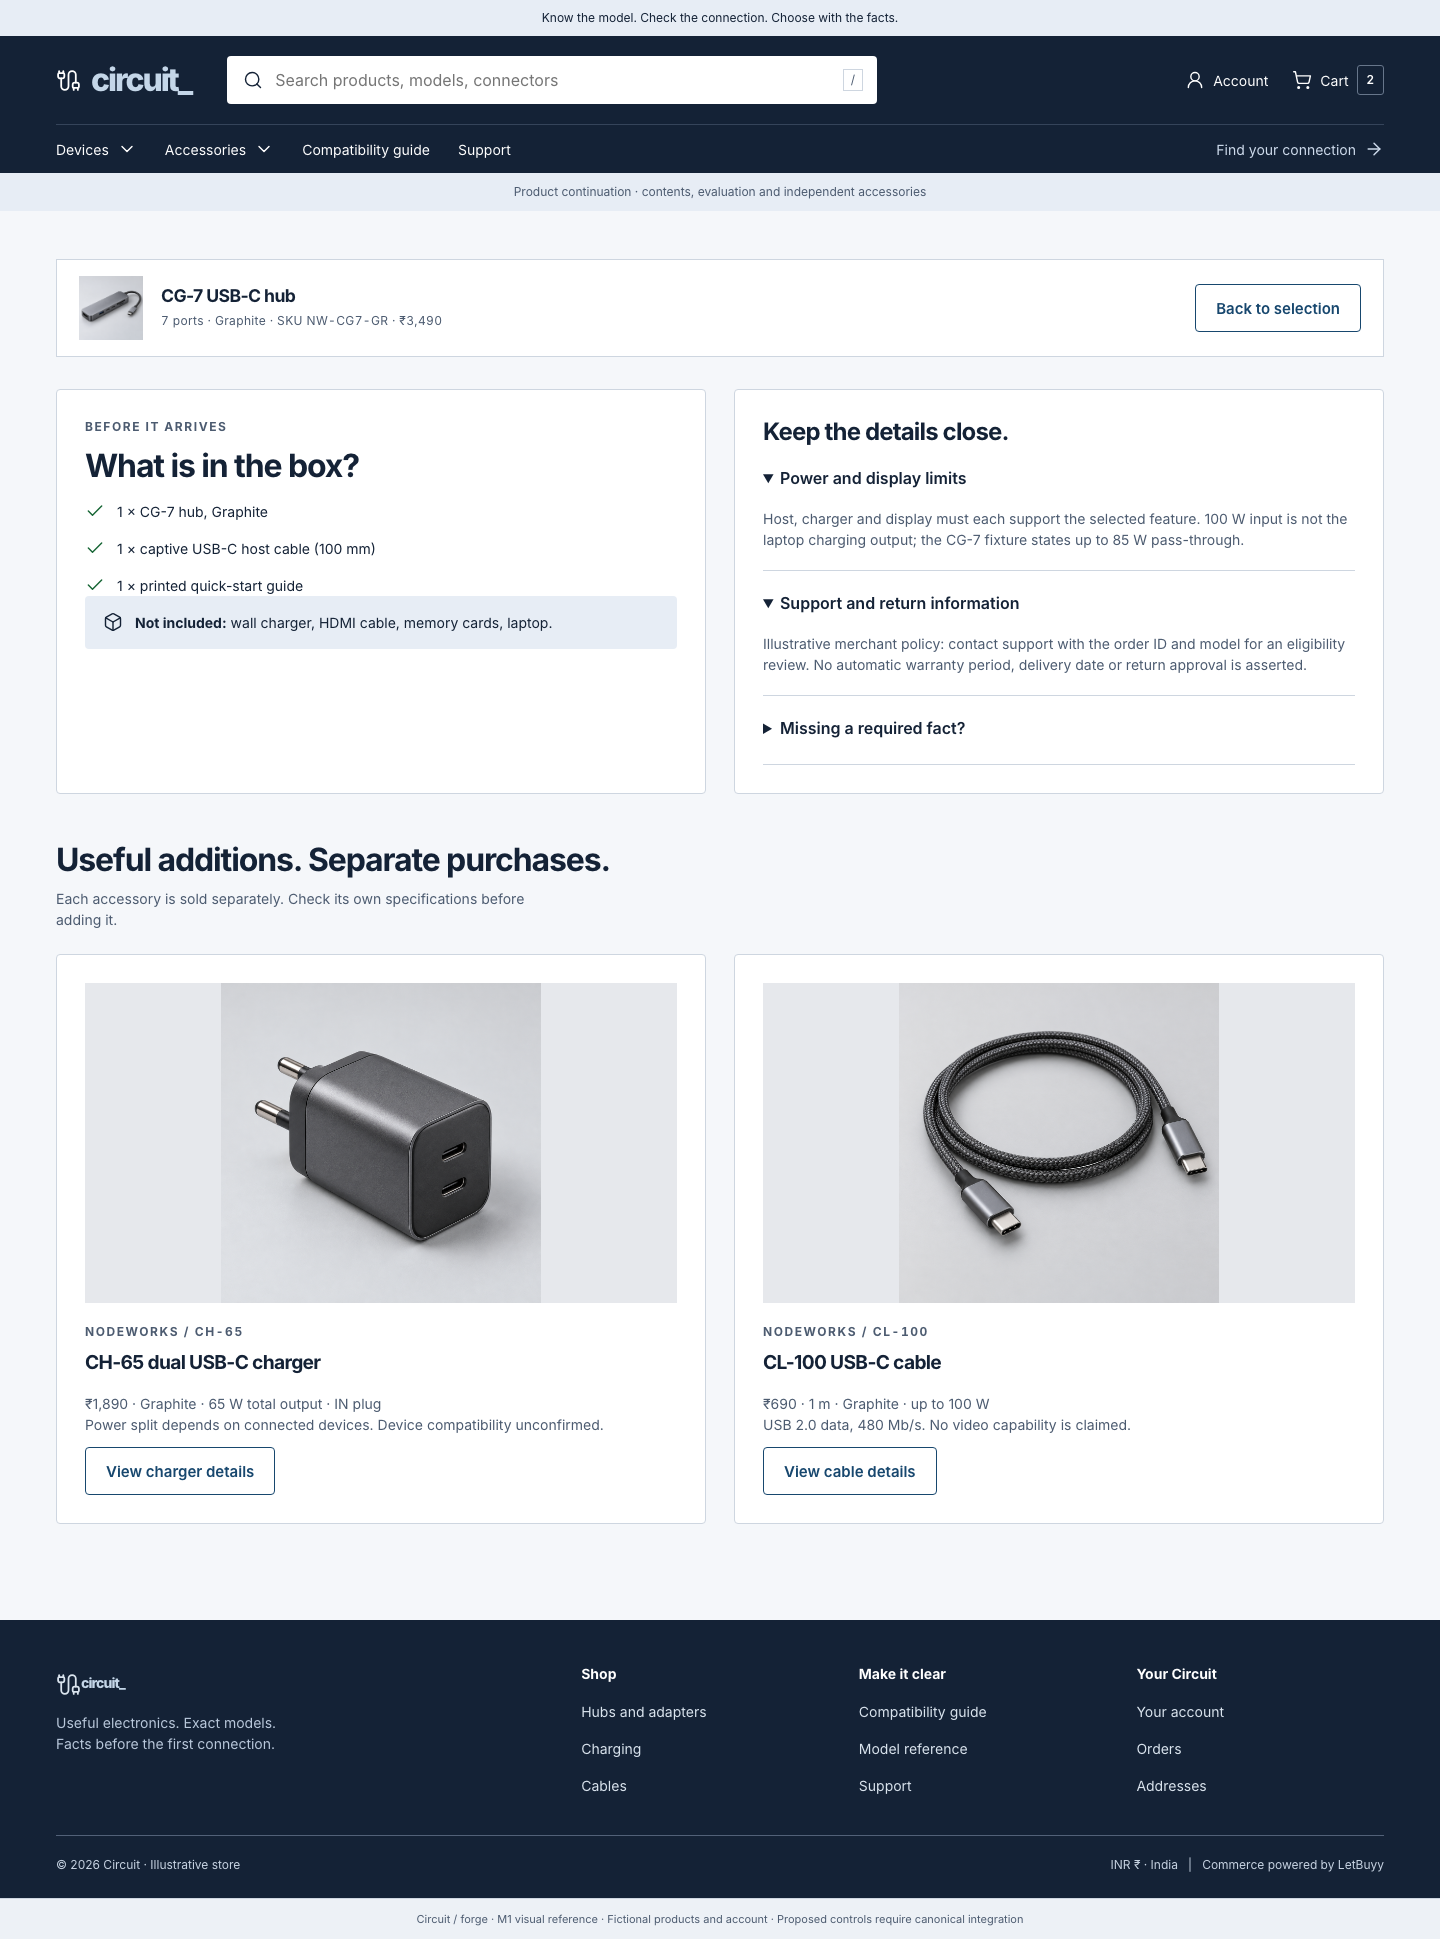 Know the model. Check the connection. Choose with the facts.
circuit_
Search products, models, connectors
/
Account
Cart
2
Devices
Accessories
Compatibility guide
Support
Find your connection
Product continuation · contents, evaluation and independent accessories
CG-7 USB-C hub
7 ports · Graphite · SKU NW-CG7-GR · ₹3,490
Back to selection
BEFORE IT ARRIVES
What is in the box?
1 × CG-7 hub, Graphite
1 × captive USB-C host cable (100 mm)
1 × printed quick-start guide
Not included: wall charger, HDMI cable, memory cards, laptop.
Keep the details close.
Power and display limits
Host, charger and display must each support the selected feature. 100 W input is not the
laptop charging output; the CG-7 fixture states up to 85 W pass-through.
Support and return information
Illustrative merchant policy: contact support with the order ID and model for an eligibility
review. No automatic warranty period, delivery date or return approval is asserted.
Missing a required fact?
Useful additions. Separate purchases.
Each accessory is sold separately. Check its own specifications before
adding it.
NODEWORKS / CH-65
CH-65 dual USB-C charger
₹1,890 · Graphite · 65 W total output · IN plug
Power split depends on connected devices. Device compatibility unconfirmed.
View charger details
NODEWORKS / CL-100
CL-100 USB-C cable
₹690 · 1 m · Graphite · up to 100 W
USB 2.0 data, 480 Mb/s. No video capability is claimed.
View cable details
circuit_
Useful electronics. Exact models.
Facts before the first connection.
Shop
Hubs and adapters
Charging
Cables
Make it clear
Compatibility guide
Model reference
Support
Your Circuit
Your account
Orders
Addresses
© 2026 Circuit · Illustrative store
INR ₹ · India | Commerce powered by LetBuyy
Circuit / forge · M1 visual reference · Fictional products and account · Proposed controls require canonical integration